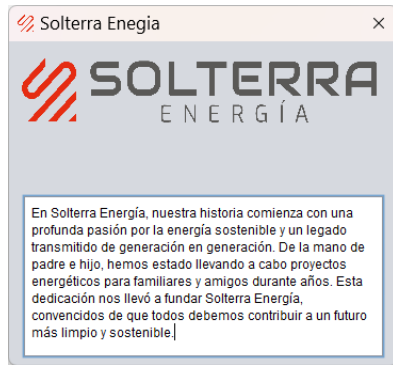 Solterra Enegia
SOLTERRA
ENERGÍA
En Solterra Energía, nuestra historia comienza con una
profunda pasión por la energía sostenible y un legado
transmitido de generación en generación. De la mano de
padre e hijo, hemos estado llevando a cabo proyectos
energéticos para familiares y amigos durante años. Esta
dedicación nos llevó a fundar Solterra Energía,
convencidos de que todos debemos contribuir a un futuro
más limpio y sostenible.